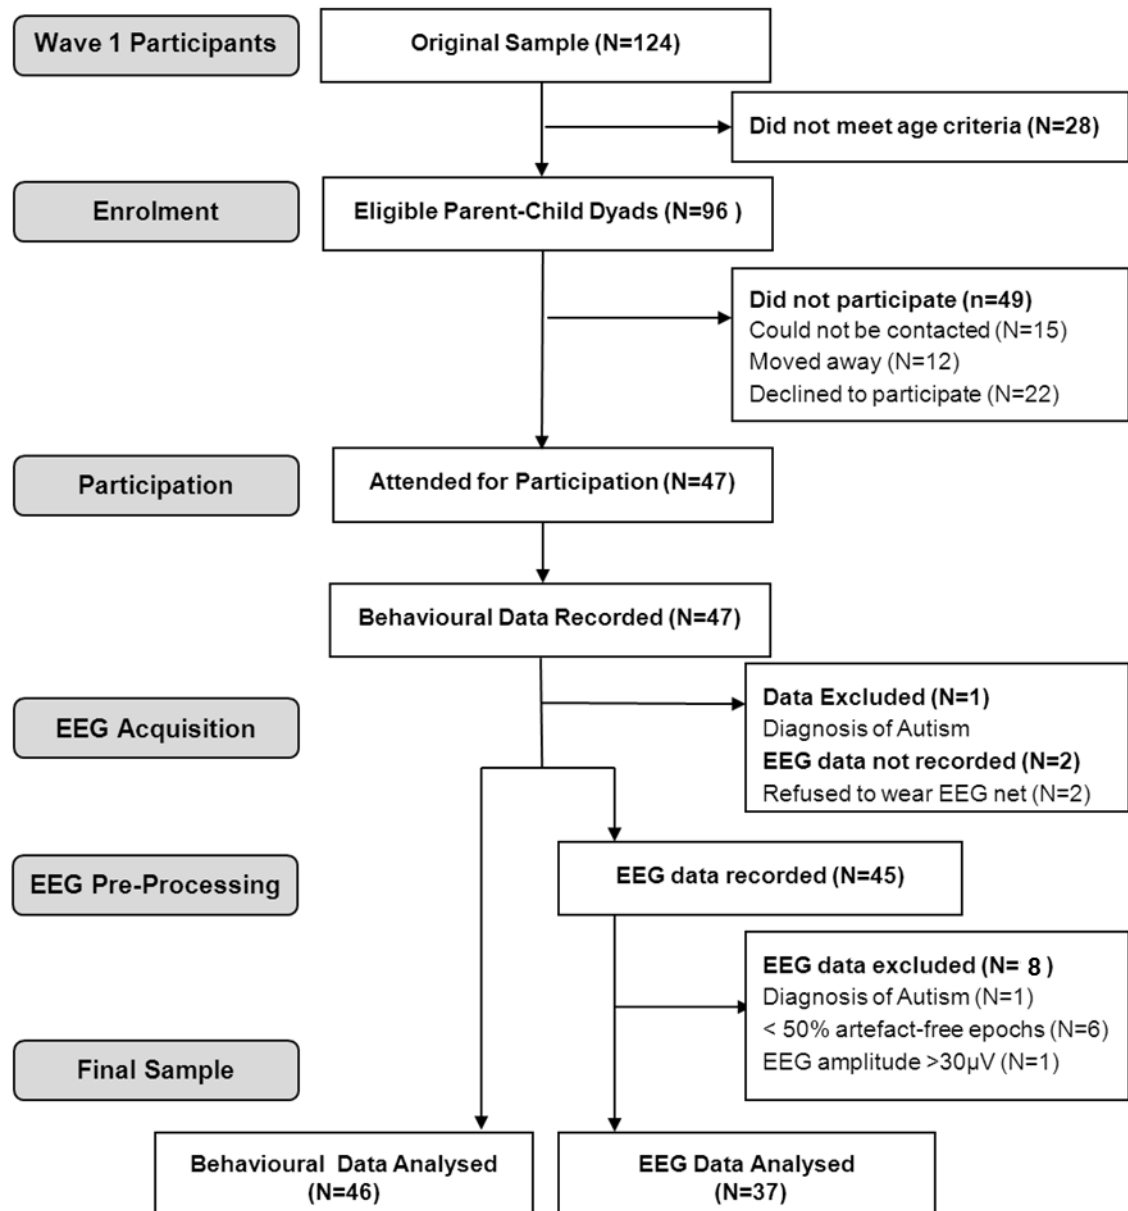 Wave 1 Participants
Original Sample (N=124)
Did not meet age criteria (N=28)
Enrolment
Eligible Parent-Child Dyads (N=96 )
Did not participate (n=49)
Could not be contacted (N=15)
Moved away (N=12)
Declined to participate (N=22)
Participation
Attended for Participation (N=47)
Behavioural Data Recorded (N=47)
EEG Acquisition
Data Excluded (N=1)
Diagnosis of Autism
EEG data not recorded (N=2)
Refused to wear EEG net (N=2)
EEG Pre-Processing
EEG data recorded (N=45)
EEG data excluded (N= 8 )
Diagnosis of Autism (N=1)
< 50% artefact-free epochs (N=6)
EEG amplitude >30µV (N=1)
Final Sample
Behavioural Data Analysed
(N=46)
EEG Data Analysed
(N=37)